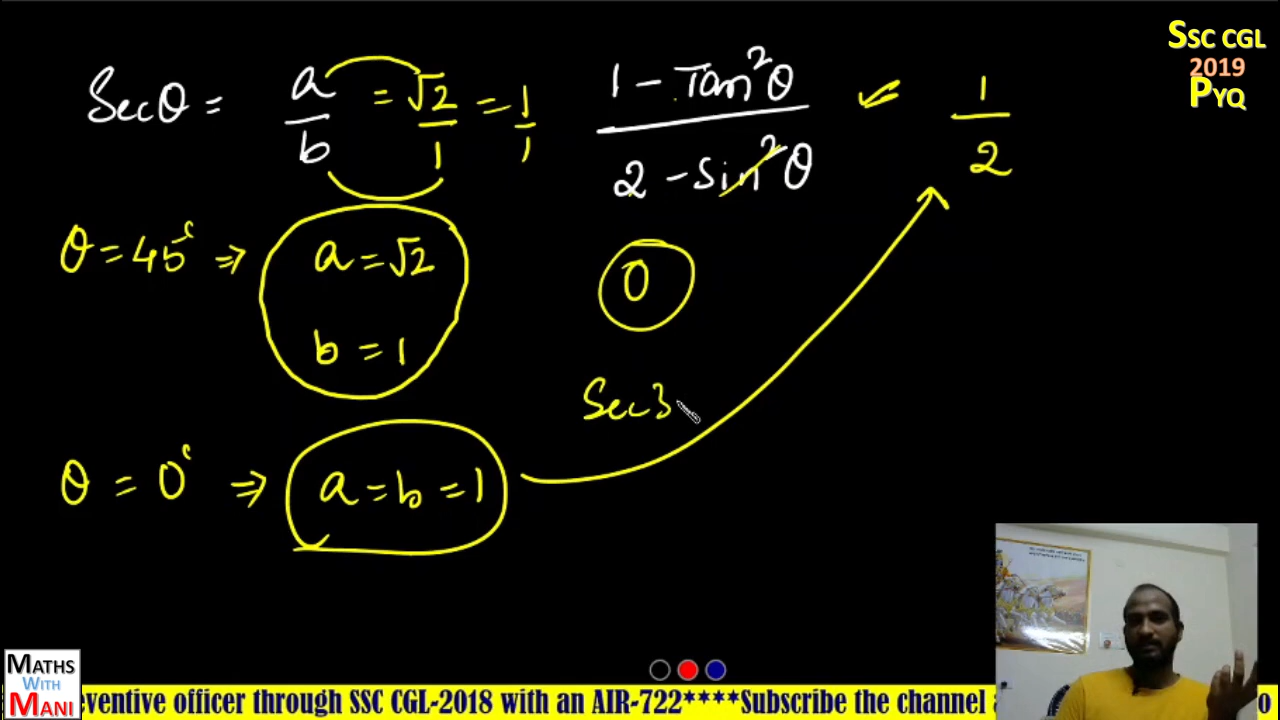 SSC CGL
2019
PYQ
Secθ = a/b = √2/1 = 1/1
1 - Tan²θ / 2 - Sin²θ
1/2
θ = 45° ⇒ a = √2
b = 1
0
Sec3
θ = 0° ⇒ a = b = 1
MATHS
WITH
MANI
eventive officer through SSC CGL-2018 with an AIR-722****Subscribe the channel